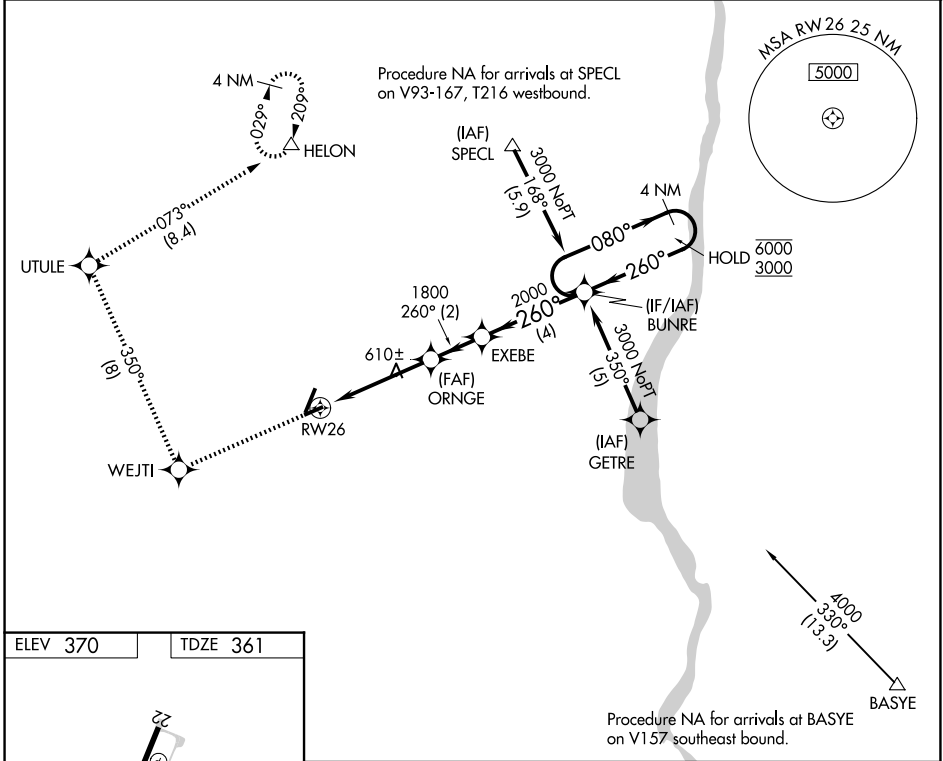 MSA RW26 25 NM
5000
4 NM
029°
209°
HELON
Procedure NA for arrivals at SPECL
on V93-167, T216 westbound.
(IAF)
SPECL
3000 NoPT
168°
(5.9)
4 NM
080°
260°
HOLD
6000
3000
073°
(8.4)
UTULE
350°
(8)
WEJTI
1800
260° (2)
2000
260°
(4)
(IF/IAF)
BUNRE
EXEBE
610±
(FAF)
ORNGE
RW26
3000 NoPT
350°
(5)
(IAF)
GETRE
4000
330°
(13.3)
BASYE
Procedure NA for arrivals at BASYE
on V157 southeast bound.
ELEV 370
TDZE 361
22